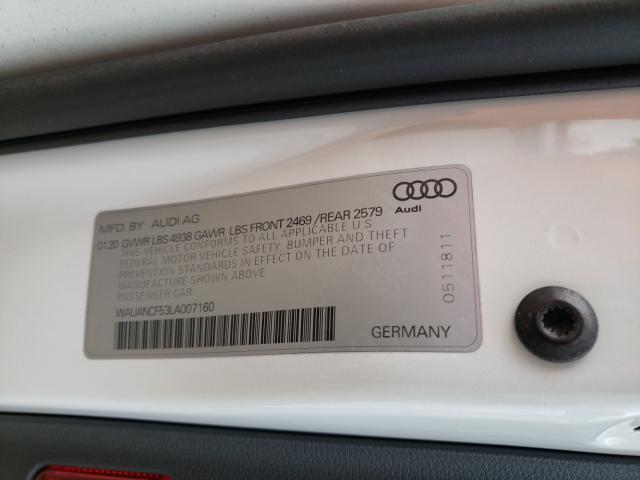 MFD. BY AUDI AG
0120 GVWR LBS 4938 GAWR LBS FRONT 2469 /REAR 2579
THIS VEHICLE CONFORMS TO ALL APPLICABLE U S
FEDERAL MOTOR VEHICLE SAFETY, BUMPER AND THEFT
PREVENTION STANDARDS IN EFFECT ON THE DATE OF
MANUFACTURE SHOWN ABOVE
PASSENGER CAR
WAUANCF53LA007160
GERMANY
Audi
0511811